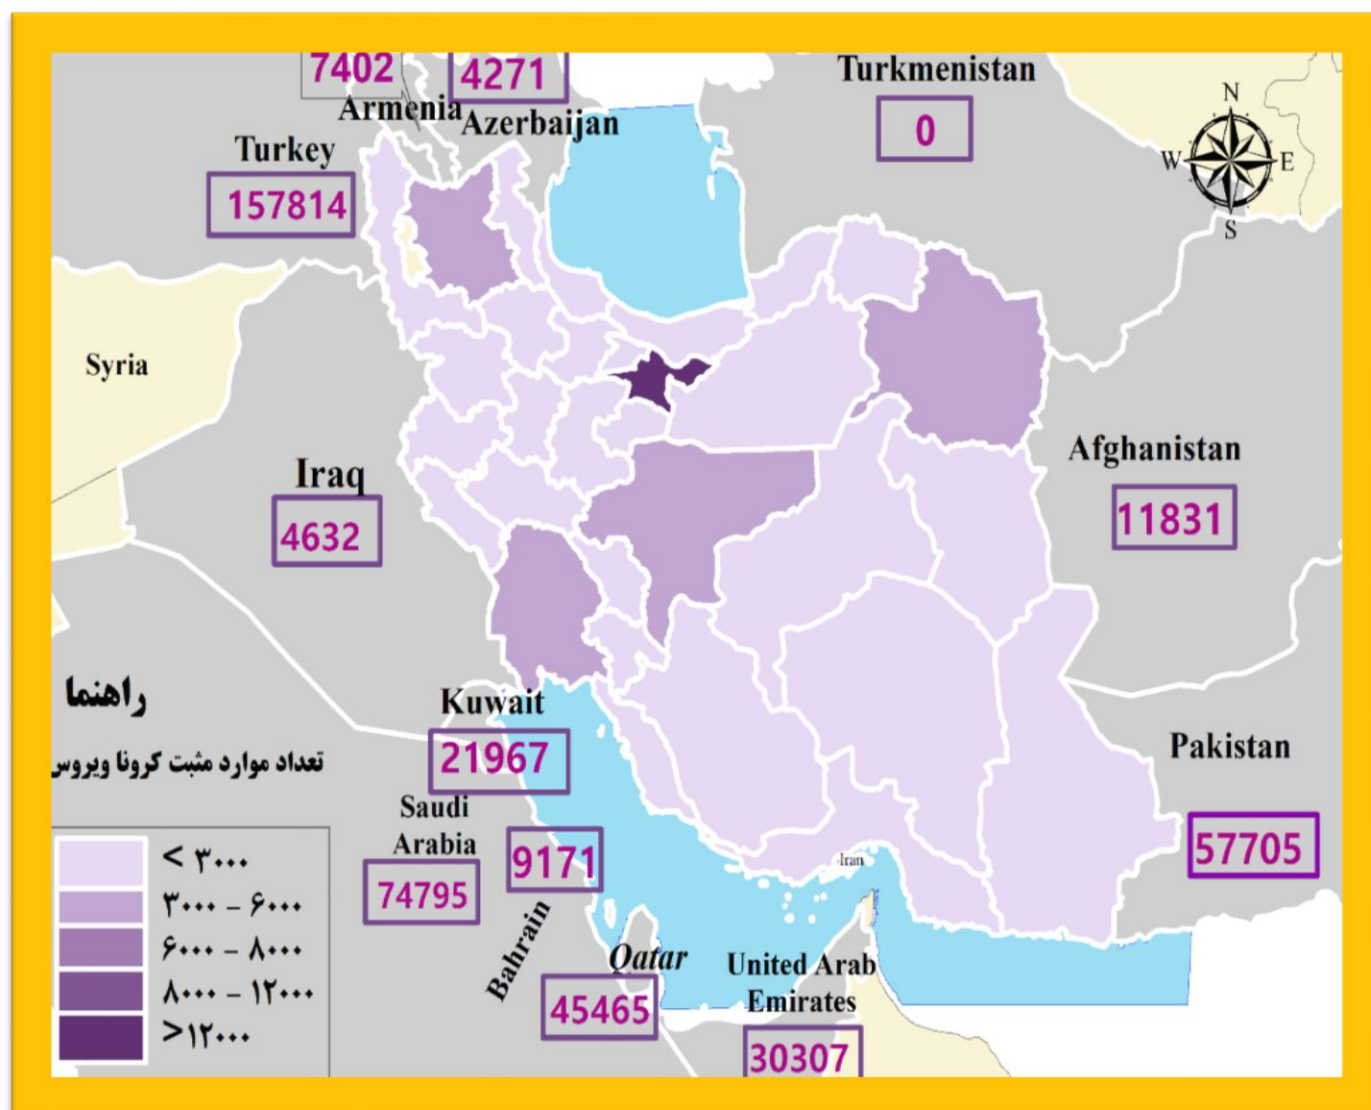 7402
4271
Armenia
Azerbaijan
Turkmenistan
0
N
W E
S
Turkey
157814
Syria
Iraq
4632
Afghanistan
11831
راهنما
تعداد موارد مثبت کرونا ویروس
< ۳۰۰۰
۳۰۰۰ - ۶۰۰۰
۶۰۰۰ - ۸۰۰۰
۸۰۰۰ - ۱۲۰۰۰
>۱۲۰۰۰
Kuwait
21967
Saudi
Arabia
74795
9171
Bahrain
Qatar
45465
United Arab
Emirates
30307
Iran
Pakistan
57705